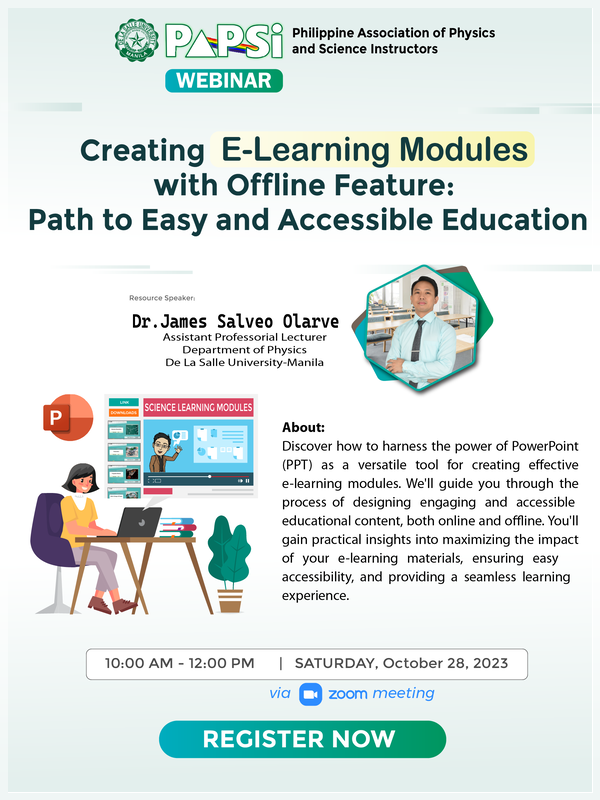 DE LA SALLE UNIVERSITY
MANILA
PAPSi
Philippine Association of Physics
and Science Instructors
WEBINAR
Creating E-Learning Modules
with Offline Feature:
Path to Easy and Accessible Education
Resource Speaker:
Dr.James Salveo Olarve
Assistant Professorial Lecturer
Department of Physics
De La Salle University-Manila
P
LINK
DOWNLOADS
SCIENCE LEARNING MODULES
About:
Discover how to harness the power of PowerPoint
(PPT) as a versatile tool for creating effective
e-learning modules. We'll guide you through the
process of designing engaging and accessible
educational content, both online and offline. You'll
gain practical insights into maximizing the impact
of your e-learning materials, ensuring easy
accessibility, and providing a seamless learning
experience.
10:00 AM - 12:00 PM | SATURDAY, October 28, 2023
via zoom meeting
REGISTER NOW